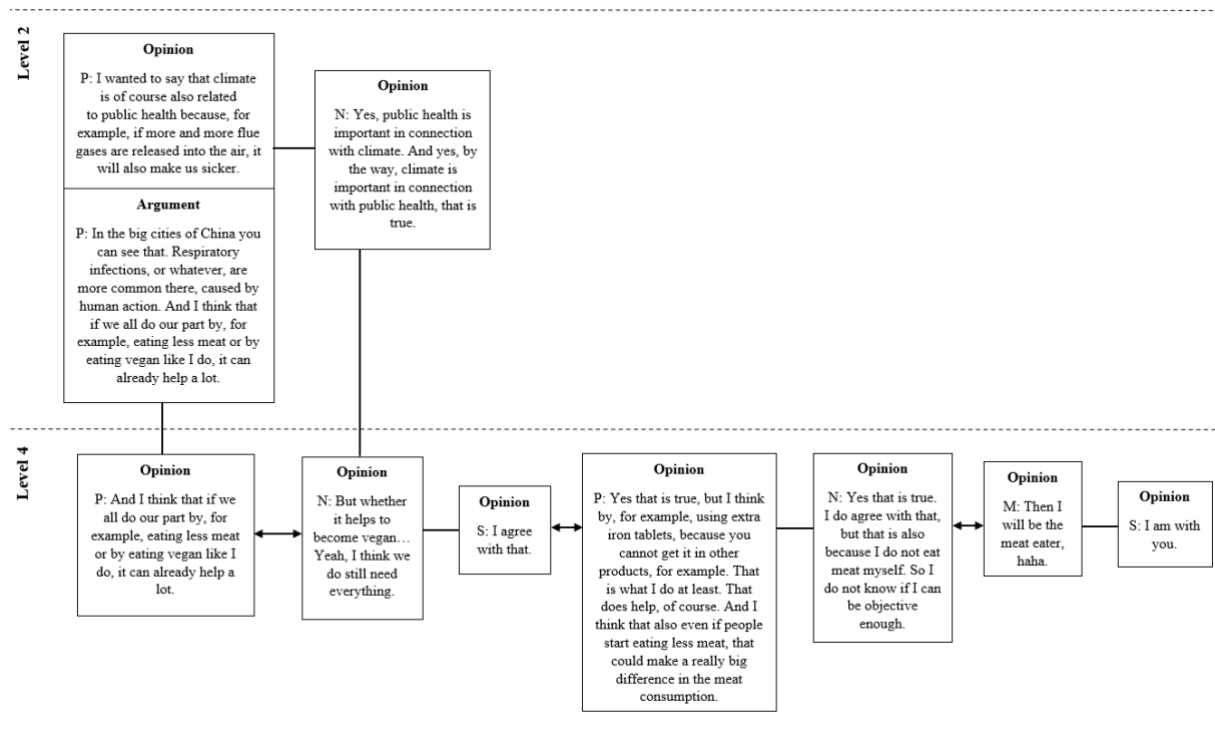 Level 2
Opinion
P: I wanted to say that climate
is of course also related
to public health because, for
example, if more and more flue
gases are released into the air, it
will also make us sicker.
Argument
P: In the big cities of China you
can see that. Respiratory
infections, or whatever, are
more common there, caused by
human action. And I think that
if we all do our part by, for
example, eating less meat or by
eating vegan like I do, it can
already help a lot.
Opinion
N: Yes, public health is
important in connection
with climate. And yes, by
the way, climate is
important in connection
with public health, that is
true.
Level 4
Opinion
P: And I think that if we
all do our part by, for
example, eating less meat
or by eating vegan like I
do, it can already help a
lot.
Opinion
N: But whether
it helps to
become vegan…
Yeah, I think we
do still need
everything.
Opinion
S: I agree
with that.
Opinion
P: Yes that is true, but I think
by, for example, using extra
iron tablets, because you
cannot get it in other
products, for example. That
is what I do at least. That
does help, of course. And I
think that also even if people
start eating less meat, that
could make a really big
difference in the meat
consumption.
Opinion
N: Yes that is true.
I do agree with that,
but that is also
because I do not eat
meat myself. So I
do not know if I can
be objective
enough.
Opinion
M: Then I
will be the
meat eater,
haha.
Opinion
S: I am with
you.